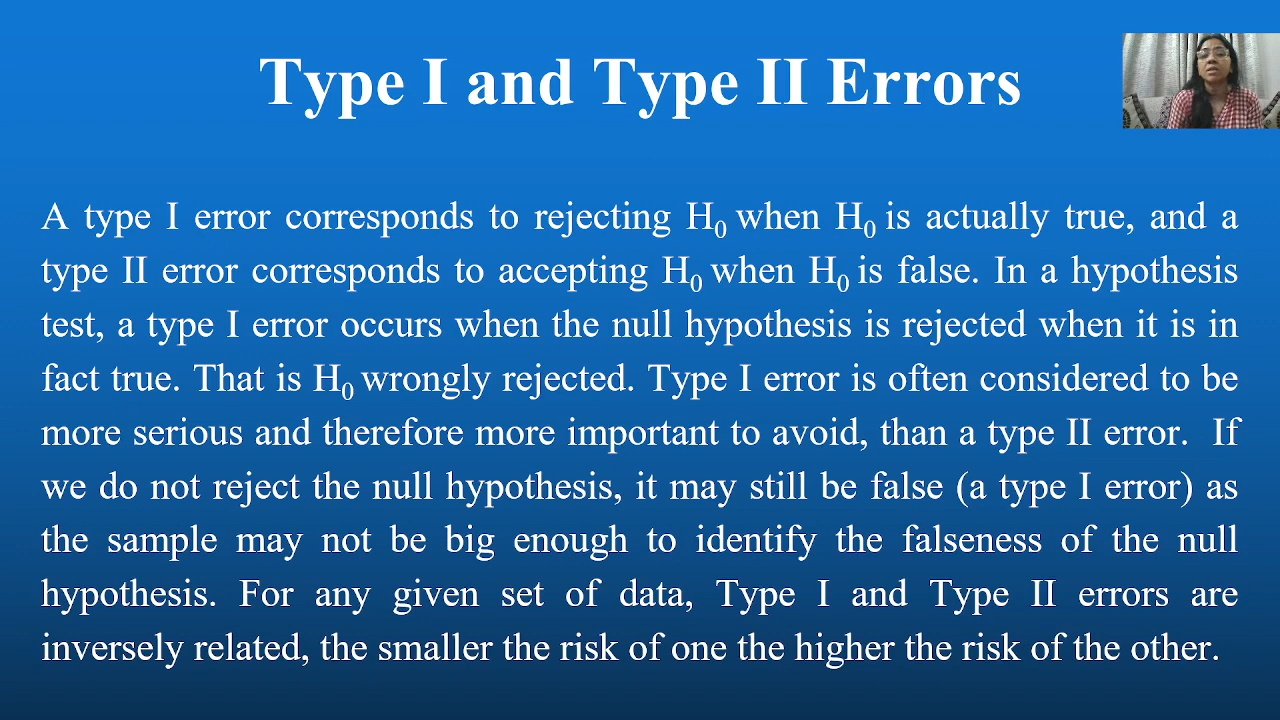 Type I and Type II Errors
A type I error corresponds to rejecting H₀ when H₀ is actually true, and a
type II error corresponds to accepting H₀ when H₀ is false. In a hypothesis
test, a type I error occurs when the null hypothesis is rejected when it is in
fact true. That is H₀ wrongly rejected. Type I error is often considered to be
more serious and therefore more important to avoid, than a type II error. If
we do not reject the null hypothesis, it may still be false (a type I error) as
the sample may not be big enough to identify the falseness of the null
hypothesis. For any given set of data, Type I and Type II errors are
inversely related, the smaller the risk of one the higher the risk of the other.